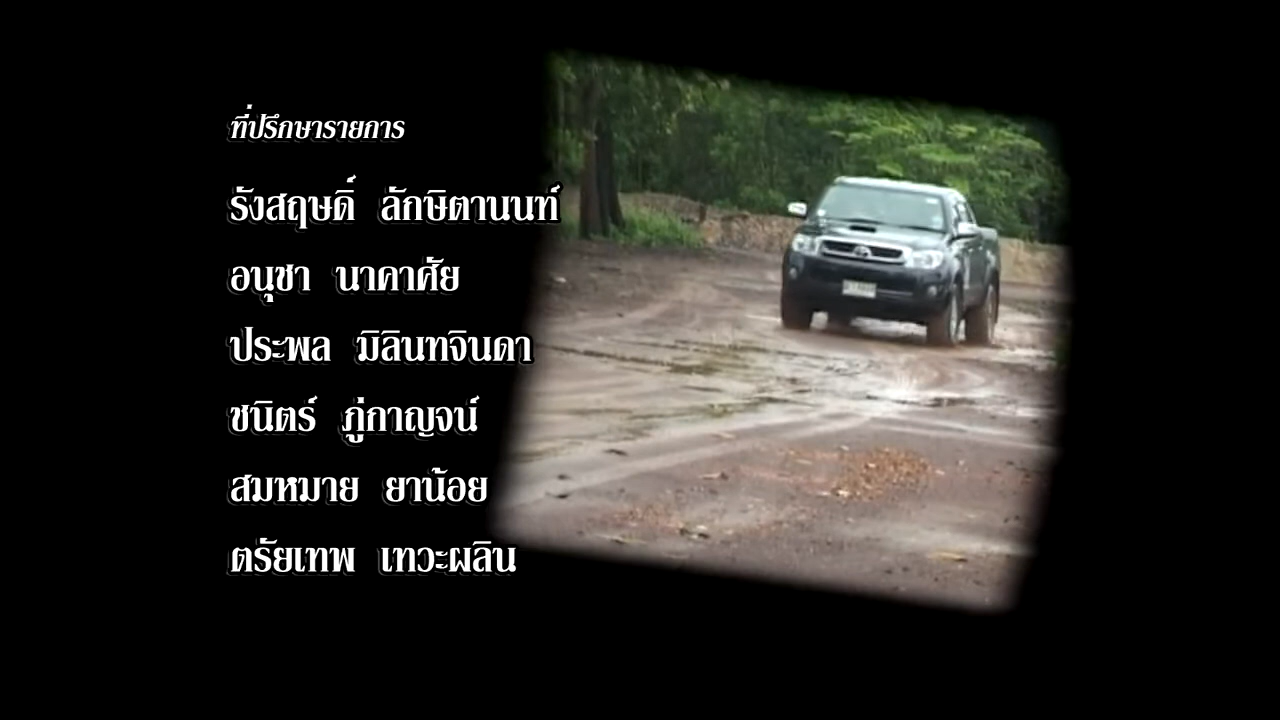 ที่ปรึกษารายการ
รังสฤษดิ์ ลักษิตานนท์
อนุชา นาคาศัย
ประพล มิลินทจินดา
ชนิตร์ ภู่กาญจน์
สมหมาย ยาน้อย
ตรัยเทพ เทวะผลิน